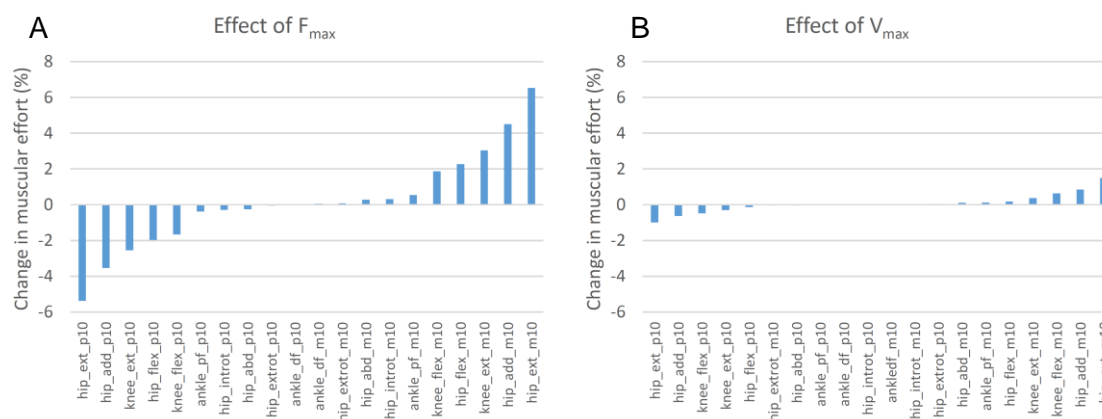 A
Effect of Fmax
Change in muscular effort (%)
8
6
4
2
0
-2
-4
-6
hip_ext_p10
hip_add_p10
knee_ext_p10
hip_flex_p10
knee_flex_p10
ankle_pf_p10
hip_introt_p10
hip_abd_p10
hip_extrot_p10
ankle_df_p10
ankle_df_m10
hip_extrot_m10
hip_abd_m10
hip_introt_m10
ankle_pf_m10
knee_flex_m10
hip_flex_m10
knee_ext_m10
hip_add_m10
hip_ext_m10
B
Effect of Vmax
Change in muscular effort (%)
8
6
4
2
0
-2
-4
-6
hip_ext_p10
hip_add_p10
knee_flex_p10
knee_ext_p10
hip_flex_p10
hip_extrot_m10
hip_abd_p10
ankle_pf_p10
ankle_df_p10
hip_introt_p10
ankledf_m10
hip_introt_m10
hip_extrot_p10
hip_abd_m10
ankle_pf_m10
hip_flex_m10
knee_ext_m10
knee_flex_m10
hip_add_m10